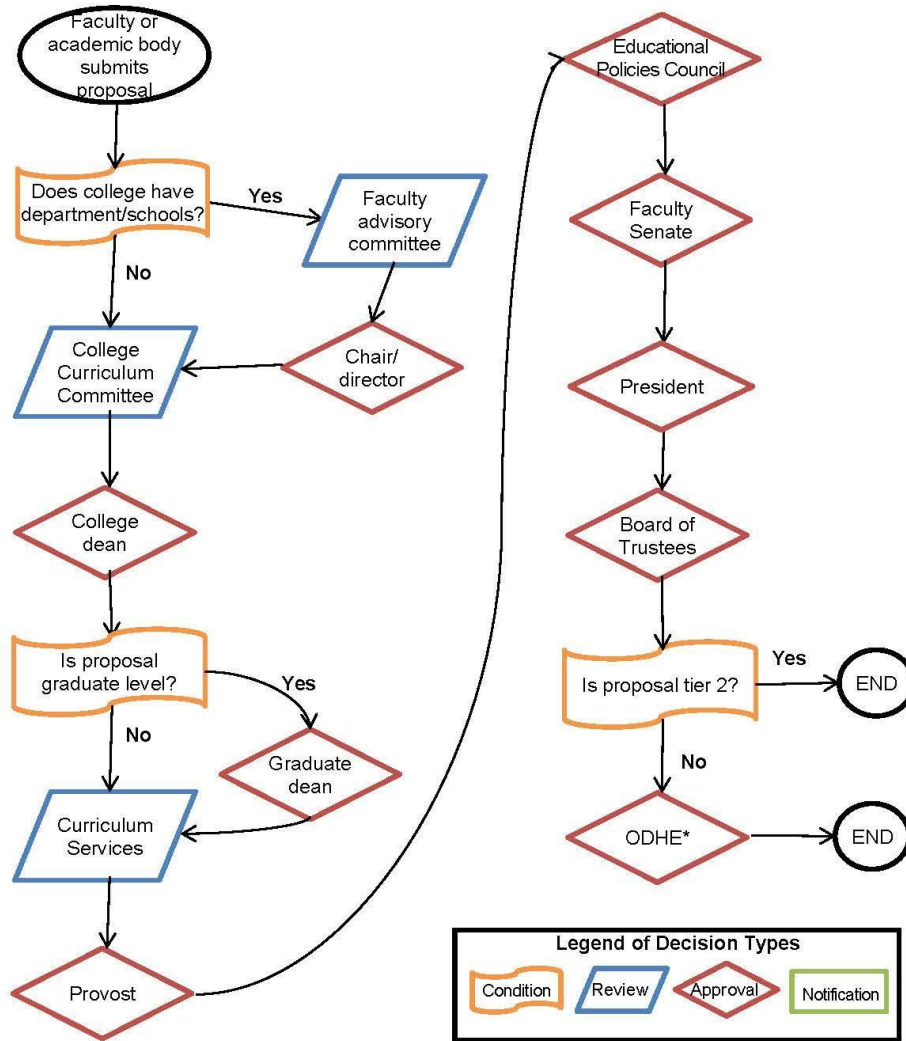 Faculty or
academic body
submits
proposal
Does college have
department/schools?
Yes
Faculty
advisory
committee
No
College
Curriculum
Committee
Chair/
director
College
dean
Is proposal
graduate level?
Yes
No
Graduate
dean
Curriculum
Services
Provost
Educational
Policies Council
Faculty
Senate
President
Board of
Trustees
Is proposal tier 2?
Yes
END
No
ODHE*
END
Legend of Decision Types
Condition
Review
Approval
Notification